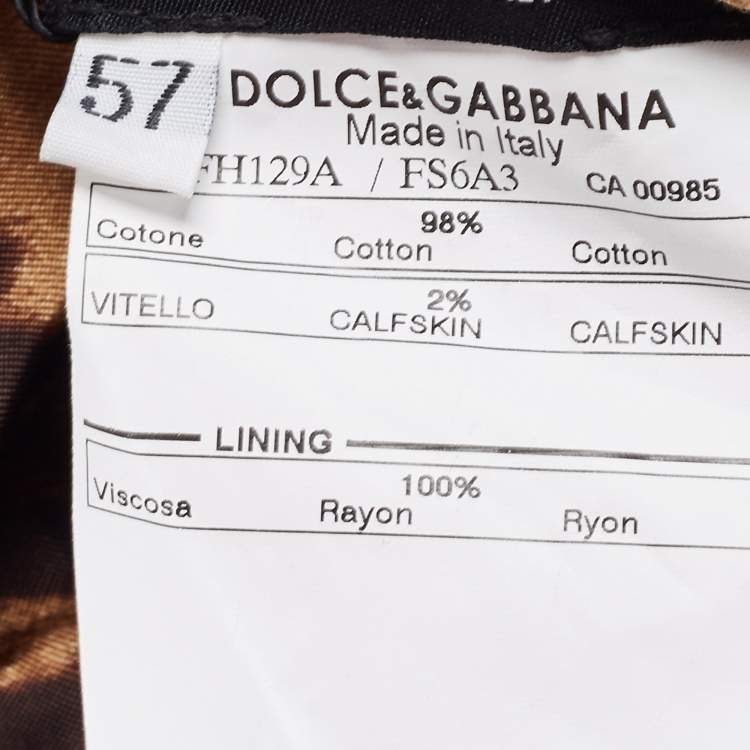 57
DOLCE&GABBANA
Made in Italy
FH129A / FS6A3 CA 00985
98%
Cotone Cotton Cotton
2%
VITELLO CALFSKIN CALFSKIN
LINING
100%
Viscosa Rayon Ryon